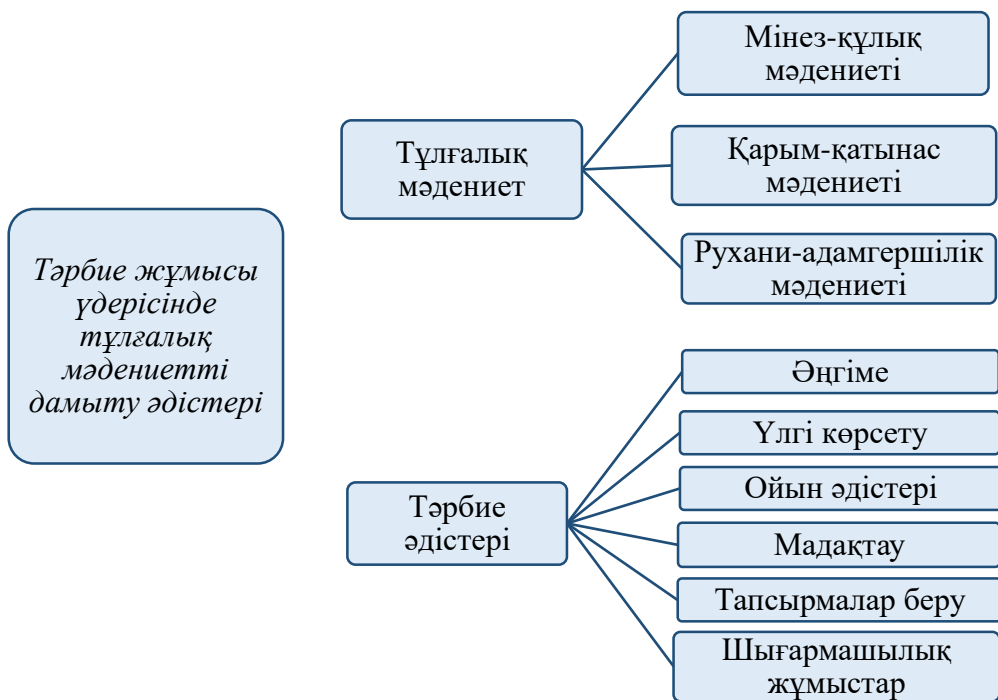 Тәрбие жұмысы
үдерісінде
тұлғалық
мәдениетті
дамыту әдістері
Тұлғалық
мәдениет
Мінез-құлық
мәдениеті
Қарым-қатынас
мәдениеті
Рухани-адамгершілік
мәдениеті
Тәрбие
әдістері
Әңгіме
Үлгі көрсету
Ойын әдістері
Мадақтау
Тапсырмалар беру
Шығармашылық
жұмыстар